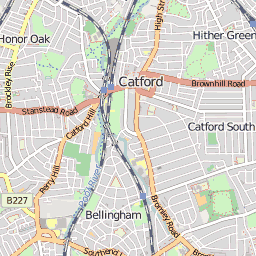 Honor Oak
High Str
Hither Green
Brockley Rise
Catford
Brownhill Road
Stanstead Road
Catford Hill
Catford South
Perry Hill
B227
Bellingham
Bromley Road
Southend